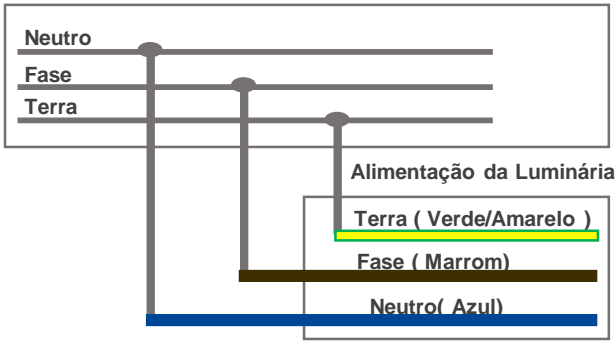 Neutro
Fase
Terra
Alimentação da Luminária
Terra ( Verde/Amarelo )
Fase ( Marrom)
Neutro( Azul)